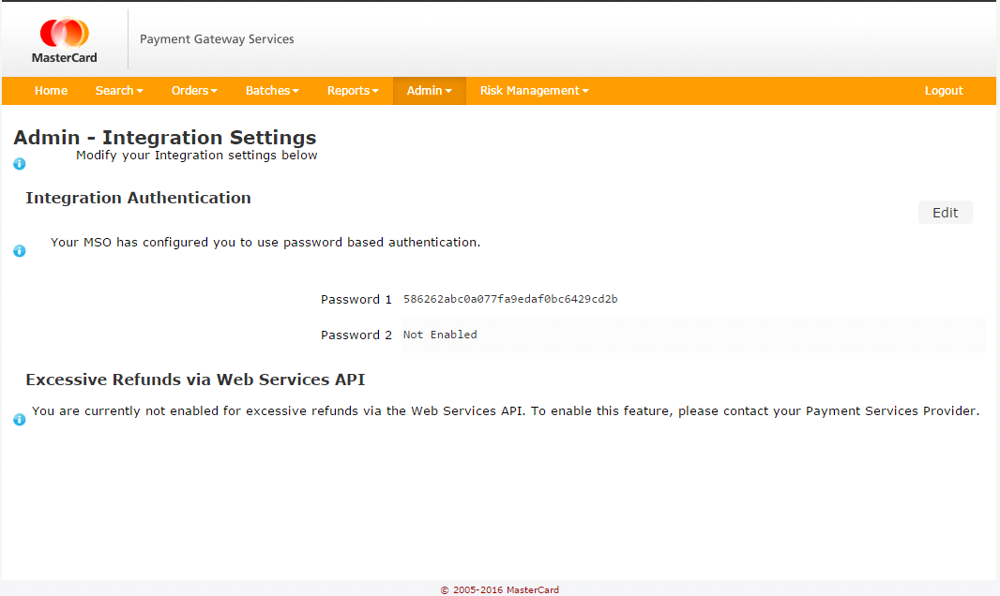 MasterCard
Payment Gateway Services
Home Search Orders Batches Reports Admin Risk Management Logout
Admin - Integration Settings
Modify your Integration settings below
Integration Authentication
Edit
Your MSO has configured you to use password based authentication.
Password 1 586262abc0a077fa9edaf0bc6429cd2b
Password 2 Not Enabled
Excessive Refunds via Web Services API
You are currently not enabled for excessive refunds via the Web Services API. To enable this feature, please contact your Payment Services Provider.
© 2005-2016 MasterCard